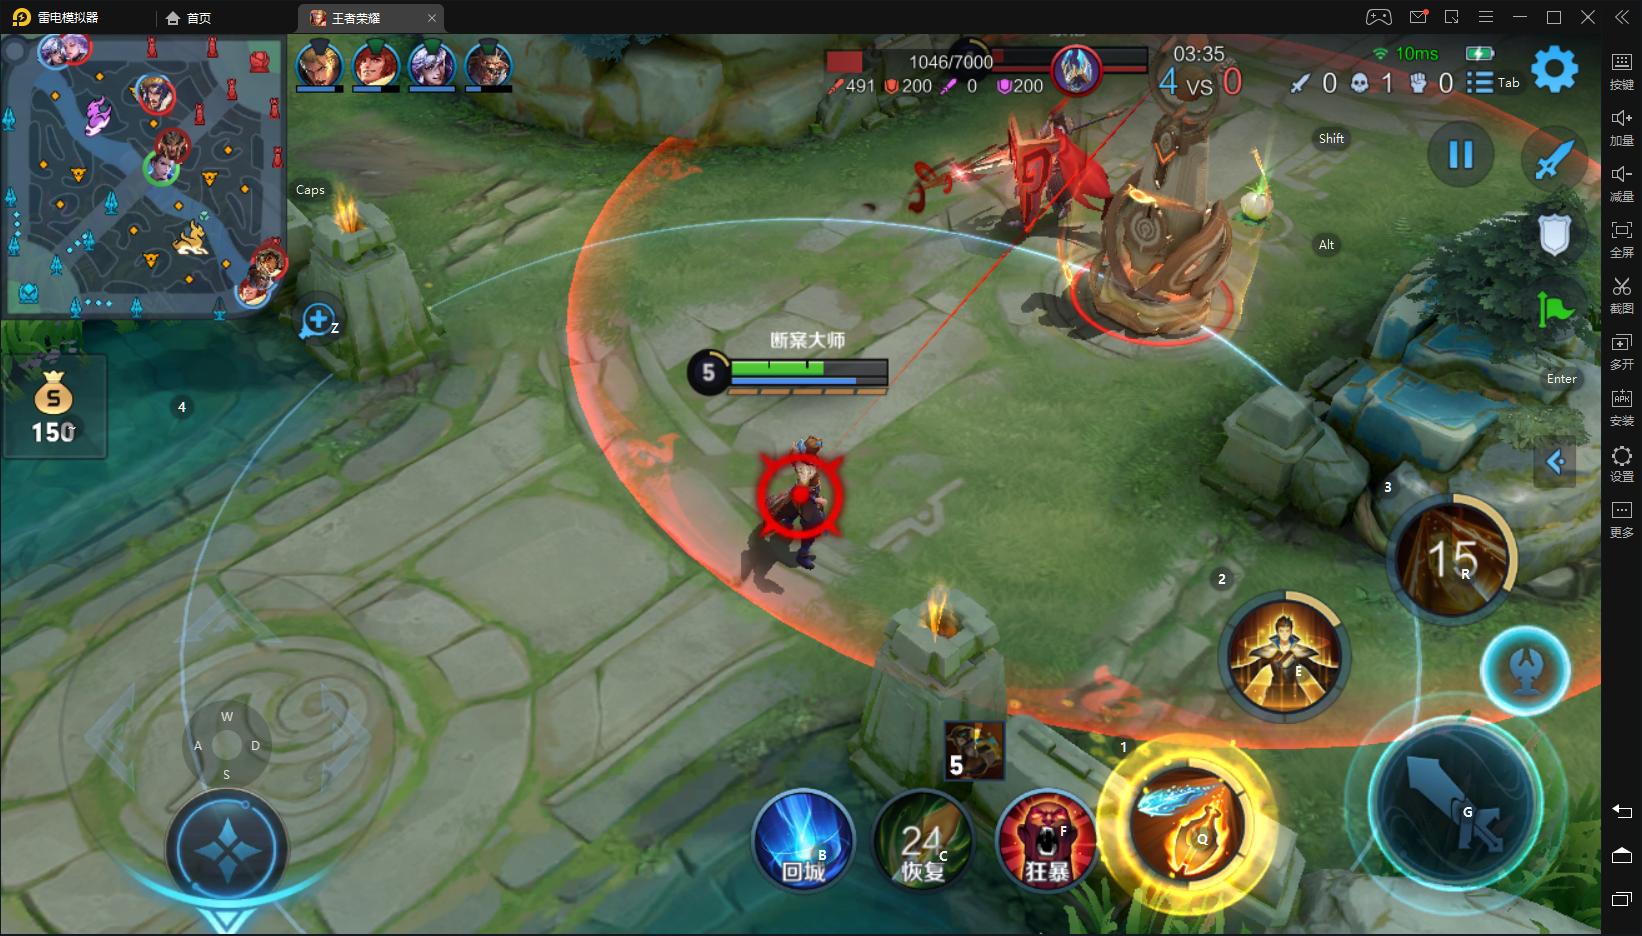 雷电模拟器
首页
王者荣耀
1046/7000
491 200 0 200
03:35
4 VS 0
10ms
0 1 0
Tab
Shift
Caps
Alt
Z
断案大师
5
150
4
Enter
3
15
R
2
E
W
A D
S
5
1
Q
G
B
回城
24
C
恢复
F
狂暴
按键
加量
减量
全屏
截图
多开
APK
安装
设置
更多